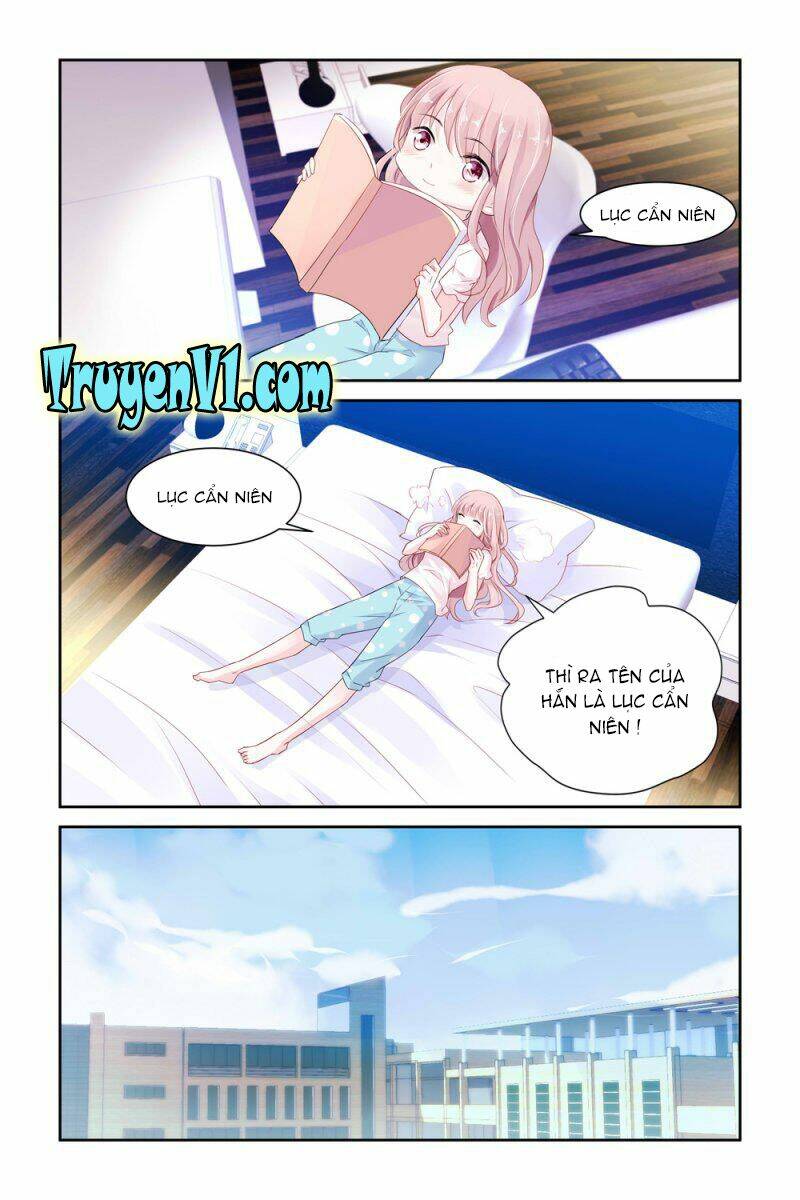 LỤC CẨN NIÊN
TruyenV1.com
LỤC CẨN NIÊN
THÌ RA TÊN CỦA
HẮN LÀ LỤC CẨN
NIÊN !